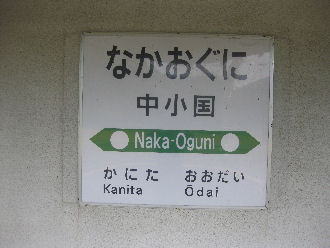 なかおぐに
中小国
Naka-Oguni
かにた おおだい
Kanita Ōdai